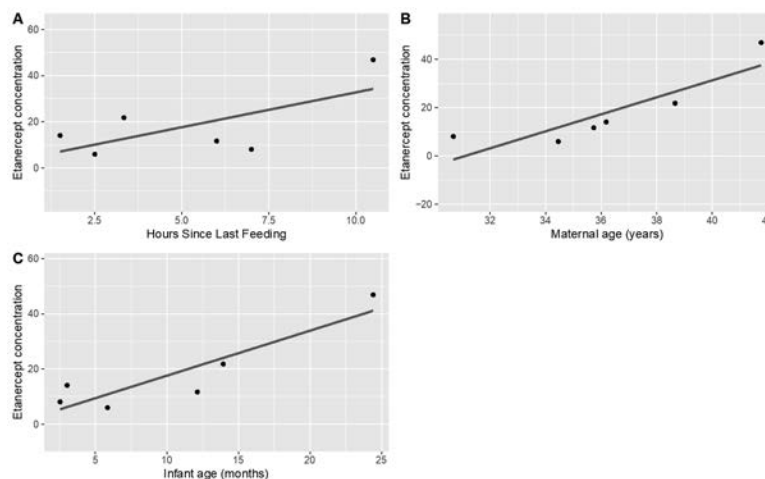 A
Etanercept concentration
60
40
20
0
2.5
5.0
7.5
10.0
Hours Since Last Feeding
B
Etanercept concentration
40
20
0
−20
32
34
36
38
40
Maternal age (years)
C
Etanercept concentration
60
40
20
0
5
10
15
20
25
Infant age (months)